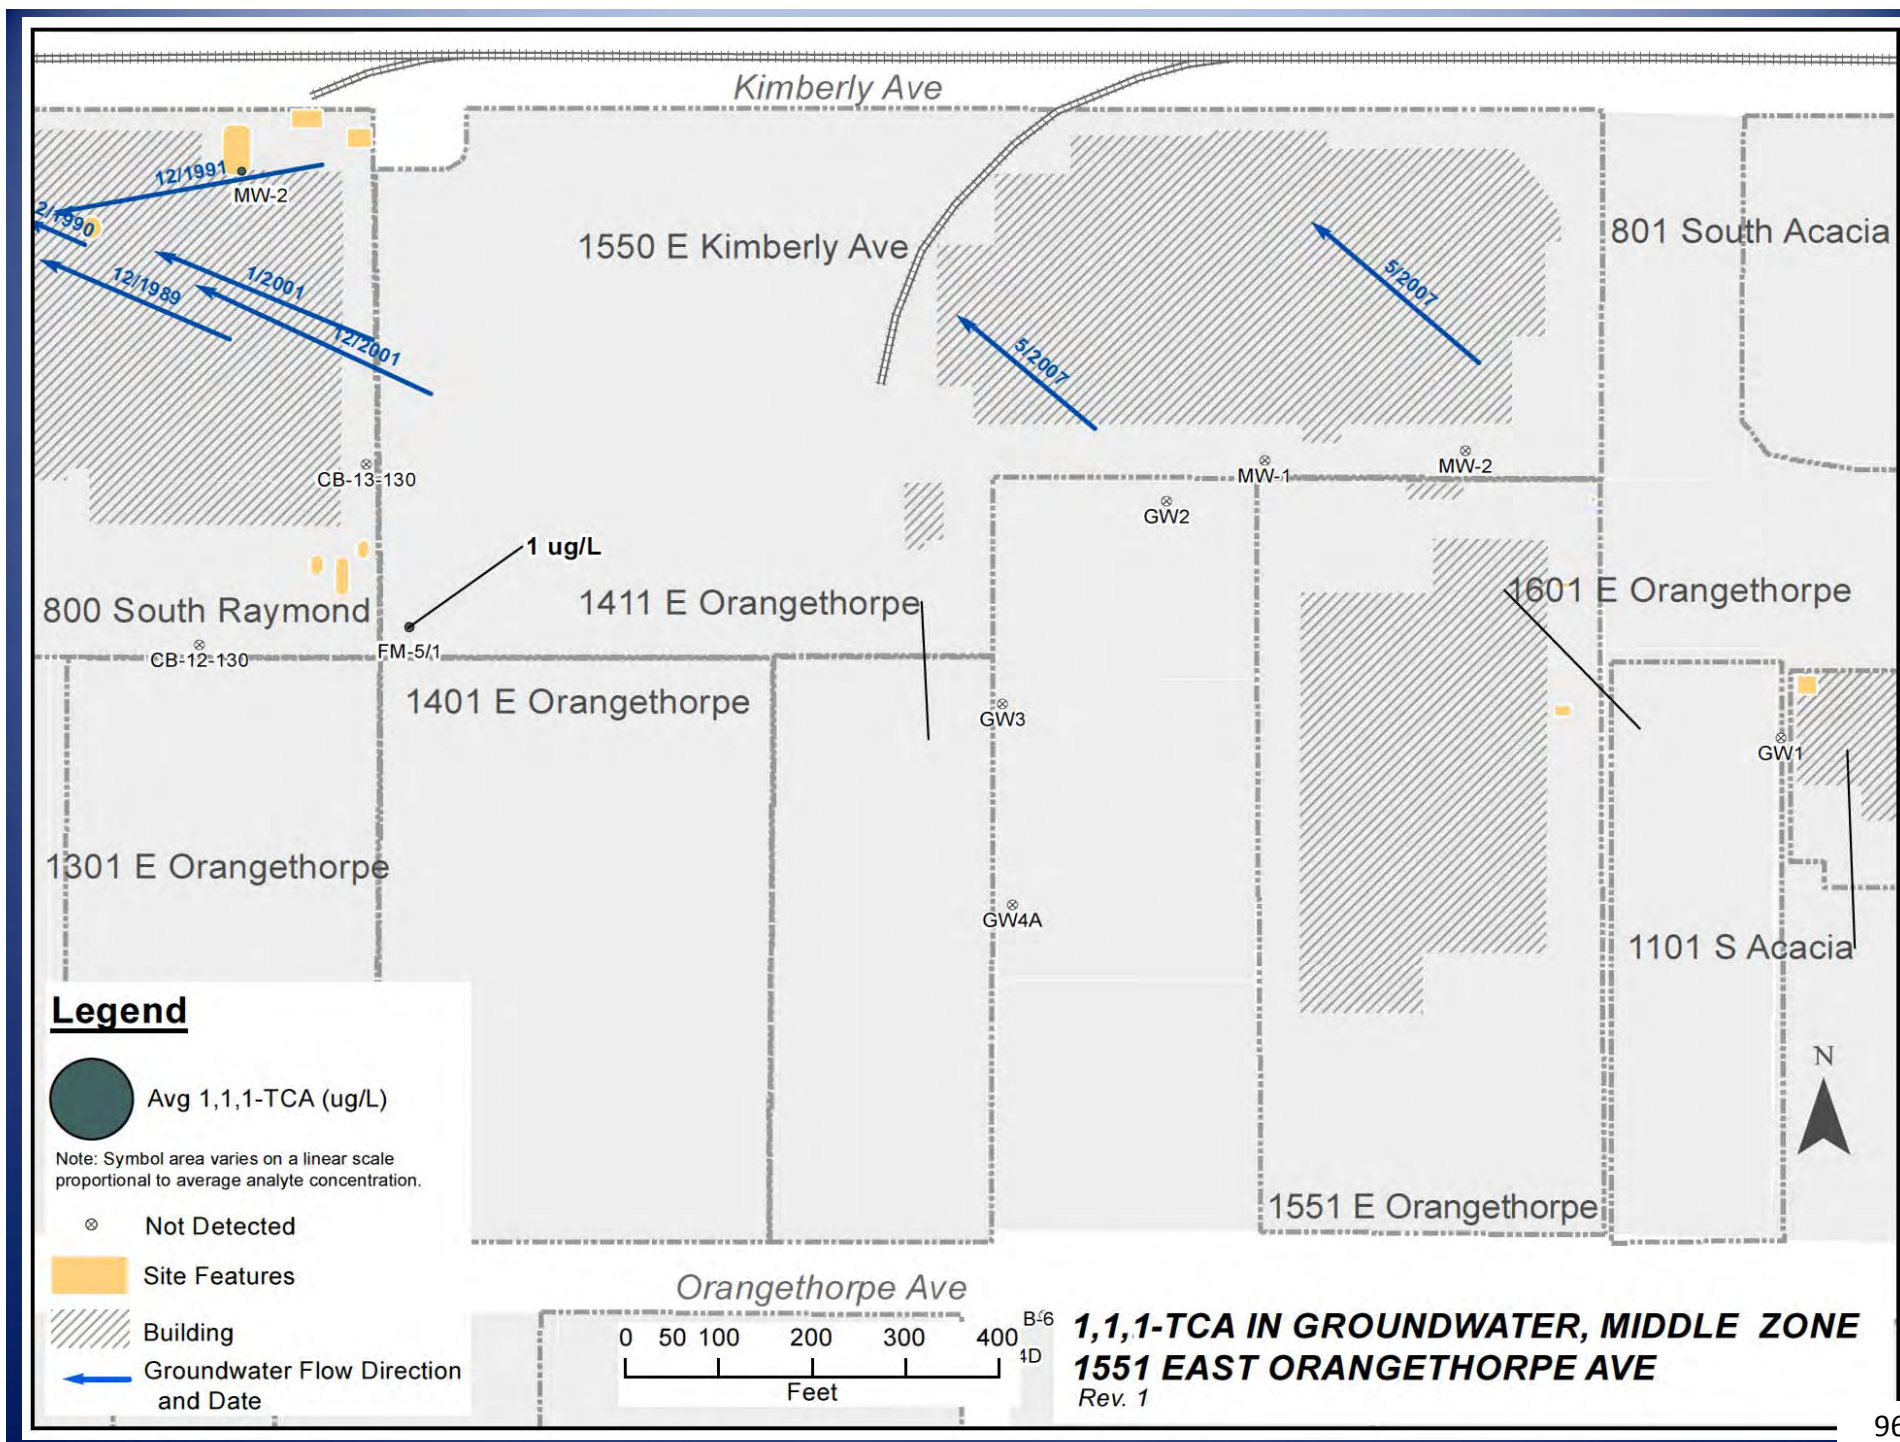 Kimberly Ave
12/1991
MW-2
2/1990
1550 E Kimberly Ave
801 South Acacia
1/2001
12/1989
12/2001
5/2007
5/2007
CB-13-130
MW-1
MW-2
GW2
1 ug/L
1411 E Orangethorpe
1601 E Orangethorpe
800 South Raymond
CB-12-130
FM-5/1
1401 E Orangethorpe
GW3
GW1
1301 E Orangethorpe
GW4A
1101 S Acacia
Legend
Avg 1,1,1-TCA (ug/L)
Note: Symbol area varies on a linear scale
proportional to average analyte concentration.
Not Detected
Site Features
Building
Groundwater Flow Direction
and Date
N
1551 E Orangethorpe
Orangethorpe Ave
0 50 100 200 300 400
Feet
B-6
4D
1,1,1-TCA IN GROUNDWATER, MIDDLE ZONE
1551 EAST ORANGETHORPE AVE
Rev. 1
96